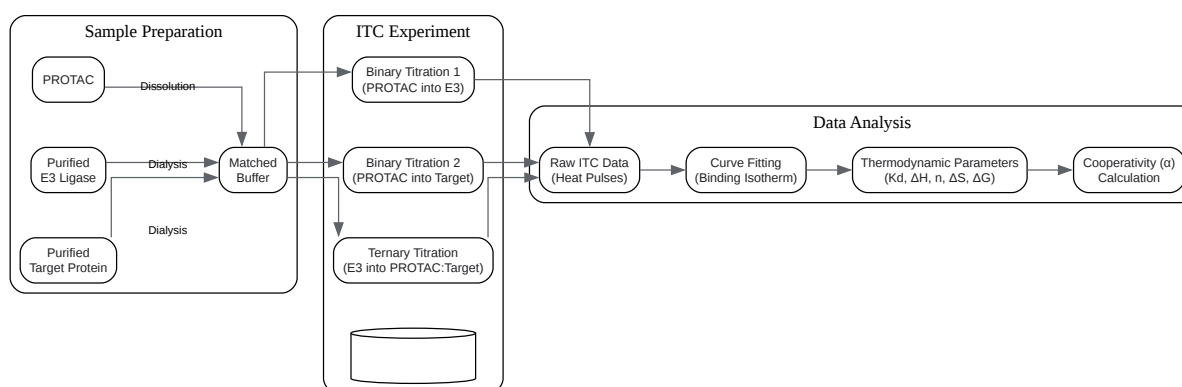 Sample Preparation
PROTAC
Dissolution
Purified
E3 Ligase
Dialysis
Matched
Buffer
Dialysis
Purified
Target Protein
ITC Experiment
Binary Titration 1
(PROTAC into E3)
Binary Titration 2
(PROTAC into Target)
Ternary Titration
(E3 into PROTAC:Target)
Data Analysis
Raw ITC Data
(Heat Pulses)
Curve Fitting
(Binding Isotherm)
Thermodynamic Parameters
(Kd, ΔH, n, ΔS, ΔG)
Cooperativity (α)
Calculation